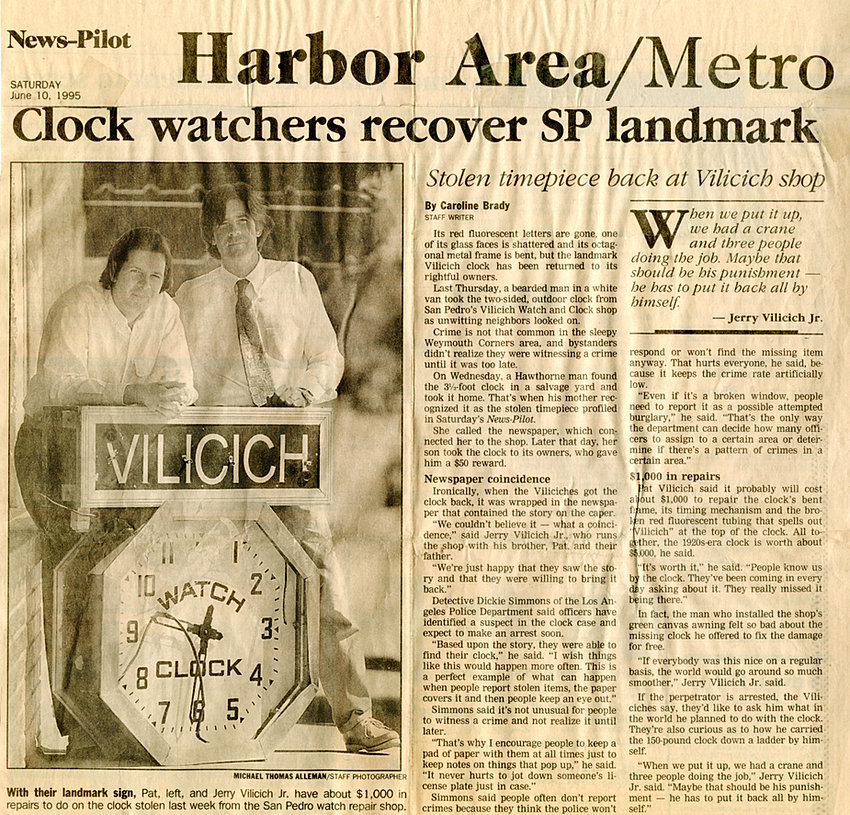 News-Pilot
SATURDAY
June 10, 1995
Harbor Area/Metro
Clock watchers recover SP landmark
VILICICH
11
1
10
2
WATCH
9
3
CLOCK
8
4
7
5
MICHAEL THOMAS ALLEMAN/STAFF PHOTOGRAPHER
With their landmark sign, Pat, left, and Jerry Vilicich Jr. have about $1,000 in
repairs to do on the clock stolen last week from the San Pedro watch repair shop.
Stolen timepiece back at Vilicich shop
By Caroline Brady
STAFF WRITER
Its red fluorescent letters are gone, one
of its glass faces is shattered and its octag-
onal metal frame is bent, but the landmark
Vilicich clock has been returned to its
rightful owners.
Last Thursday, a bearded man in a white
van took the two-sided, outdoor clock from
San Pedro's Vilicich Watch and Clock shop
as unwitting neighbors looked on.
Crime is not that common in the sleepy
Weymouth Corners area, and bystanders
didn't realize they were witnessing a crime
until it was too late.
On Wednesday, a Hawthorne man found
the 3½-foot clock in a salvage yard and
took it home. That's when his mother rec-
ognized it as the stolen timepiece profiled
in Saturday's News-Pilot.
She called the newspaper, which con-
nected her to the shop. Later that day, her
son took the clock to its owners, who gave
him a $50 reward.
Newspaper coincidence
Ironically, when the Viliciches got the
clock back, it was wrapped in the newspa-
per that contained the story on the caper.
"We couldn't believe it — what a coinci-
dence," said Jerry Vilicich Jr., who runs
the shop with his brother, Pat, and their
father.
"We're just happy that they saw the sto-
ry and that they were willing to bring it
back."
Detective Dickie Simmons of the Los An-
geles Police Department said officers have
identified a suspect in the clock case and
expect to make an arrest soon.
"Based upon the story, they were able to
find their clock," he said. "I wish things
like this would happen more often. This is
a perfect example of what can happen
when people report stolen items, the paper
covers it and then people keep an eye out."
Simmons said it's not unusual for people
to witness a crime and not realize it until
later.
"That's why I encourage people to keep a
pad of paper with them at all times just to
keep notes on things that pop up," he said.
"It never hurts to jot down someone's li-
cense plate just in case."
Simmons said people often don't report
crimes because they think the police won't
When we put it up,
we had a crane
and three people
doing the job. Maybe that
should be his punishment —
he has to put it back all by
himself.
— Jerry Vilicich Jr.
respond or won't find the missing item
anyway. That hurts everyone, he said, be-
cause it keeps the crime rate artificially
low.
"Even if it's a broken window, people
need to report it as a possible attempted
burglary," he said. "That's the only way
the department can decide how many offi-
cers to assign to a certain area or deter-
mine if there's a pattern of crimes in a
certain area."
$1,000 in repairs
Pat Vilicich said it probably will cost
about $1,000 to repair the clock's bent
frame, its timing mechanism and the bro-
ken red fluorescent tubing that spells out
"Vilicich" at the top of the clock. All to-
gether, the 1920s-era clock is worth about
$5,000, he said.
"It's worth it," he said. "People know us
by the clock. They've been coming in every
day asking about it. They really missed it
being there."
In fact, the man who installed the shop's
green canvas awning felt so bad about the
missing clock he offered to fix the damage
for free.
"If everybody was this nice on a regular
basis, the world would go around so much
smoother," Jerry Vilicich Jr. said.
If the perpetrator is arrested, the Vili-
ciches say, they'd like to ask him what in
the world he planned to do with the clock.
They're also curious as to how he carried
the 150-pound clock down a ladder by him-
self.
"When we put it up, we had a crane and
three people doing the job," Jerry Vilicich
Jr. said. "Maybe that should be his punish-
ment — he has to put it back all by him-
self."